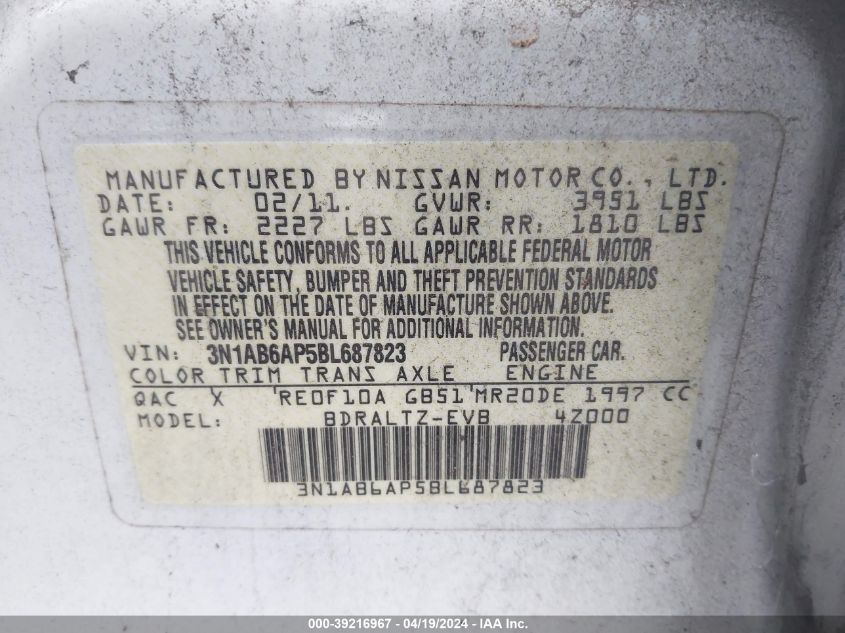 MANUFACTURED BY NISSAN MOTOR CO., LTD.
DATE: 02/11. GVWR: 3951 LBS
GAWR FR: 2227 LBS GAWR RR: 1810 LBS
THIS VEHICLE CONFORMS TO ALL APPLICABLE FEDERAL MOTOR
VEHICLE SAFETY, BUMPER AND THEFT PREVENTION STANDARDS
IN EFFECT ON THE DATE OF MANUFACTURE SHOWN ABOVE.
SEE OWNER'S MANUAL FOR ADDITIONAL INFORMATION.
VIN: 3N1AB6AP5BL687823 PASSENGER CAR.
COLOR TRIM TRANS AXLE ENGINE
QAC X RE0F10A GB51 MR20DE 1997 CC
MODEL: BDRALTZ-EVB 4Z000
3N1AB6AP5BL687823
000-39216967 - 04/19/2024 - IAA Inc.